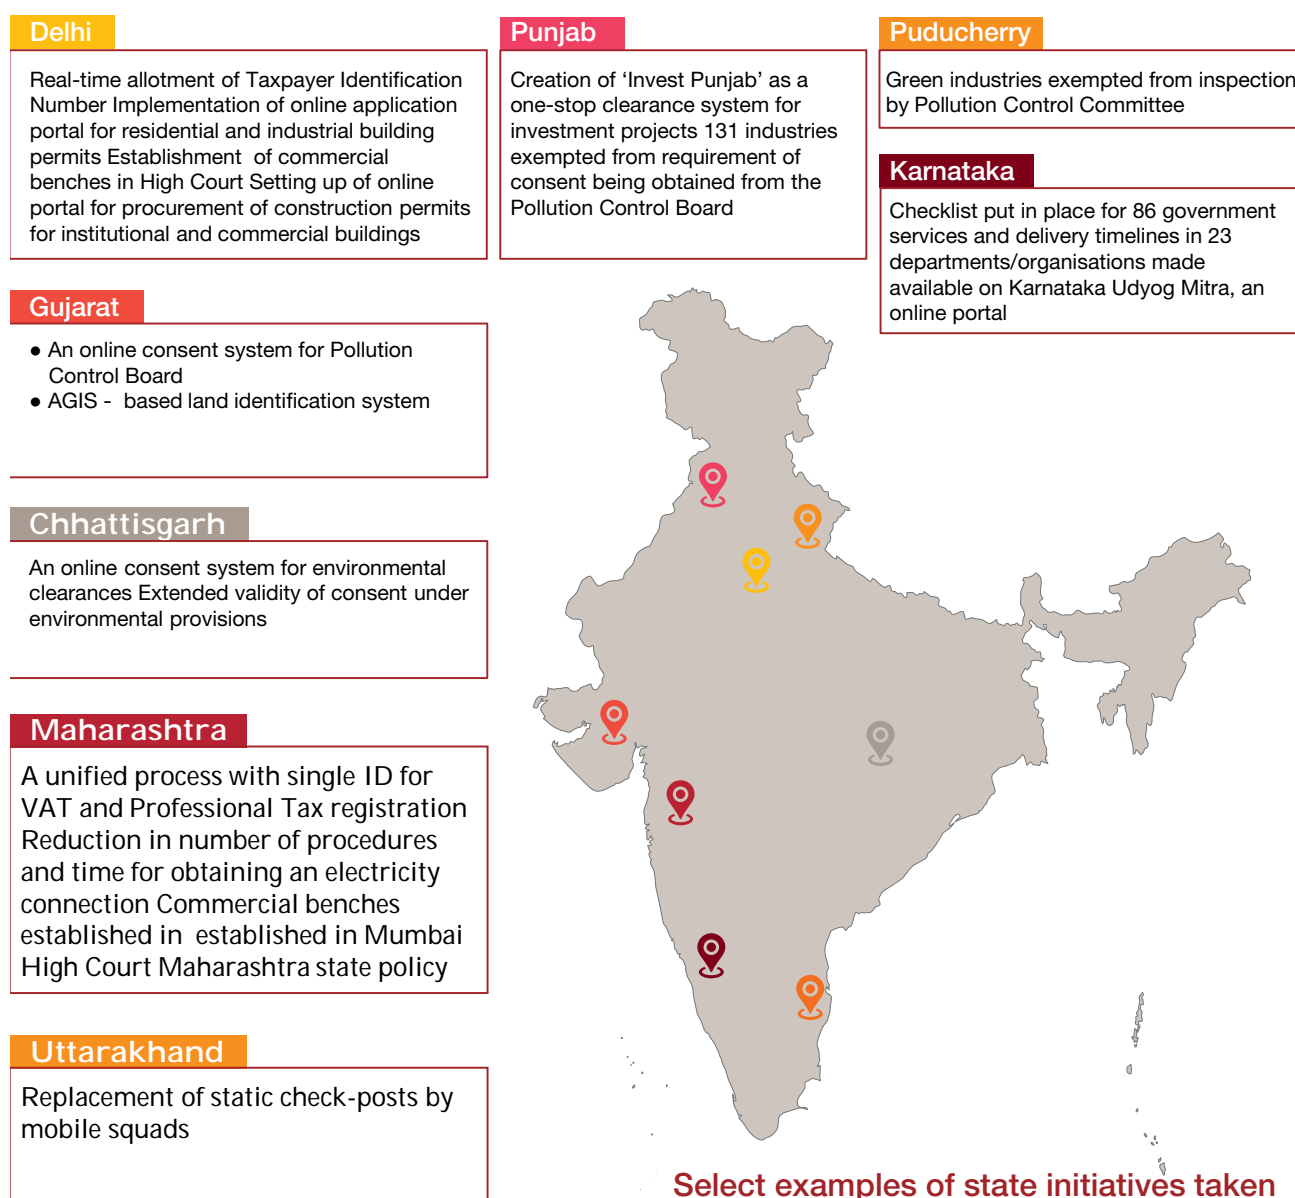 Delhi
Real-time allotment of Taxpayer Identification
Number Implementation of online application
portal for residential and industrial building
permits Establishment  of commercial
benches in High Court Setting up of online
portal for procurement of construction permits
for institutional and commercial buildings
Punjab
Creation of ‘Invest Punjab’ as a
one-stop clearance system for
investment projects 131 industries
exempted from requirement of
consent being obtained from the
Pollution Control Board
Puducherry
Green industries exempted from inspection
by Pollution Control Committee
Karnataka
Checklist put in place for 86 government
services and delivery timelines in 23
departments/organisations made
available on Karnataka Udyog Mitra, an
online portal
Gujarat
● An online consent system for Pollution
Control Board
● AGIS -  based land identification system
Chhattisgarh
An online consent system for environmental
clearances Extended validity of consent under
environmental provisions
Maharashtra
A unified process with single ID for
VAT and Professional Tax registration
Reduction in number of procedures
and time for obtaining an electricity
connection Commercial benches
established in  established in Mumbai
High Court Maharashtra state policy
Uttarakhand
Replacement of static check-posts by
mobile squads
Select examples of state initiatives taken